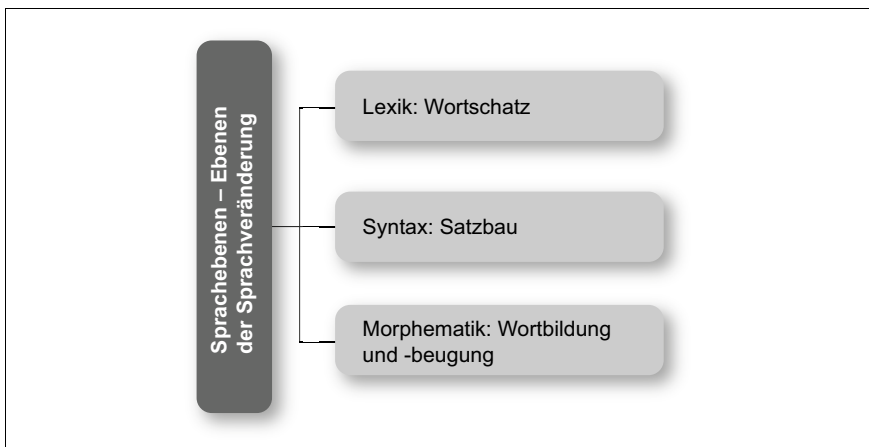 Sprachebenen – Ebenen
der Sprachveränderung
Lexik: Wortschatz
Syntax: Satzbau
Morphematik: Wortbildung
und -beugung